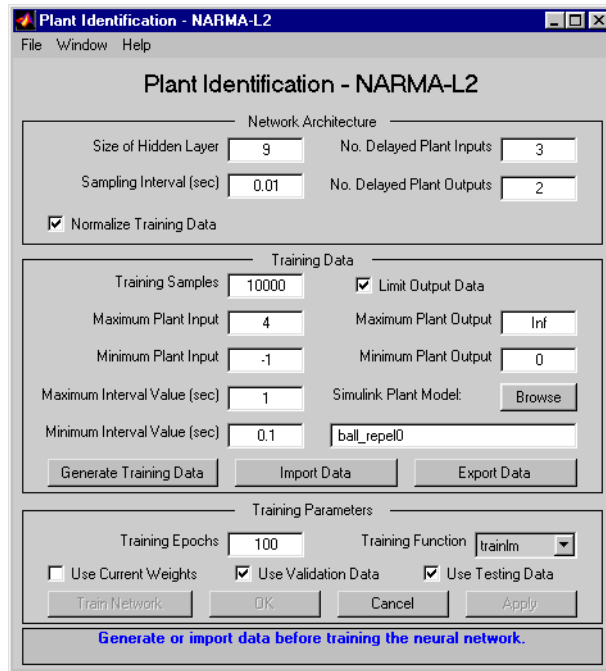 Plant Identification - NARMA-L2
File Window Help
Plant Identification - NARMA-L2
Network Architecture
Size of Hidden Layer 9 No. Delayed Plant Inputs 3
Sampling Interval (sec) 0.01 No. Delayed Plant Outputs 2
Normalize Training Data
Training Data
Training Samples 10000 Limit Output Data
Maximum Plant Input 4 Maximum Plant Output Inf
Minimum Plant Input -1 Minimum Plant Output 0
Maximum Interval Value (sec) 1 Simulink Plant Model: Browse
Minimum Interval Value (sec) 0.1 ball_repel0
Generate Training Data Import Data Export Data
Training Parameters
Training Epochs 100 Training Function trainlm
Use Current Weights Use Validation Data Use Testing Data
Train Network OK Cancel Apply
Generate or import data before training the neural network.